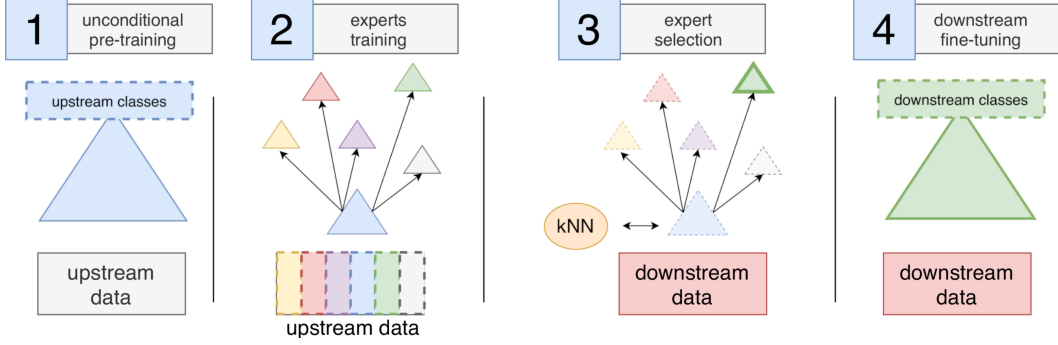 1
unconditional
pre-training
upstream classes
upstream
data
2
experts
training
upstream data
3
expert
selection
kNN
downstream
data
4
downstream
fine-tuning
downstream classes
downstream
data